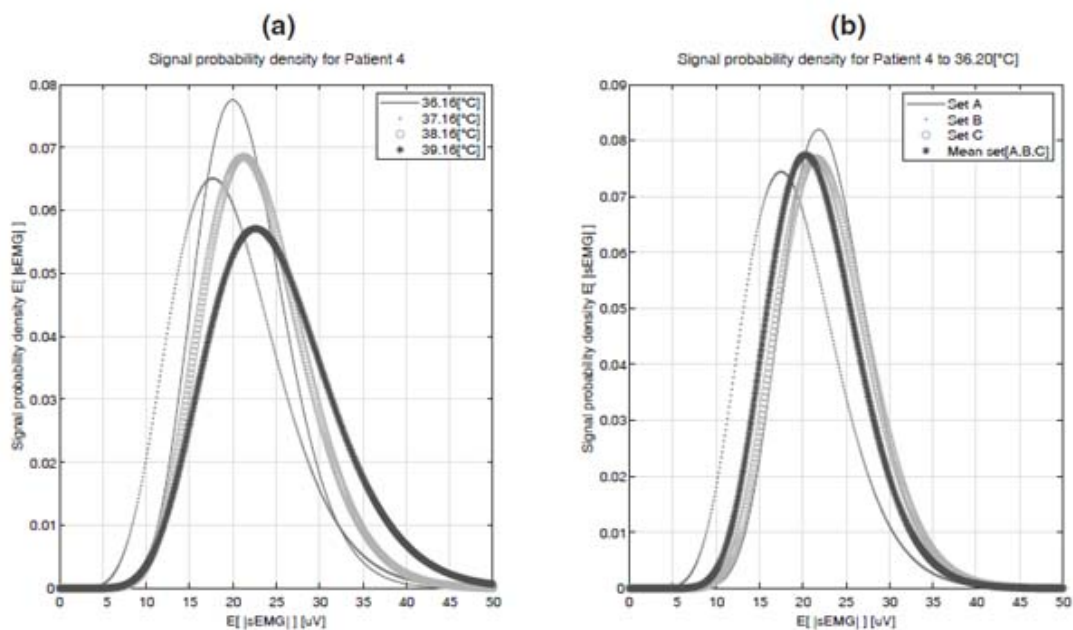 (a)
Signal probability density for Patient 4
Signal probability density E[ |sEMG| ]
0.08
0.07
0.06
0.05
0.04
0.03
0.02
0.01
0
36.16[°C]
37.16[°C]
38.16[°C]
39.16[°C]
0 5 10 15 20 25 30 35 40 45 50
E[ |sEMG| ] [uV]
(b)
Signal probability density for Patient 4 to 36.20[°C]
Signal probability density E[ |sEMG| ]
0.09
0.08
0.07
0.06
0.05
0.04
0.03
0.02
0.01
0
Set A
Set B
Set C
Mean set[A.B.C]
0 5 10 15 20 25 30 35 40 45 50
E[ |sEMG| ] [uV]